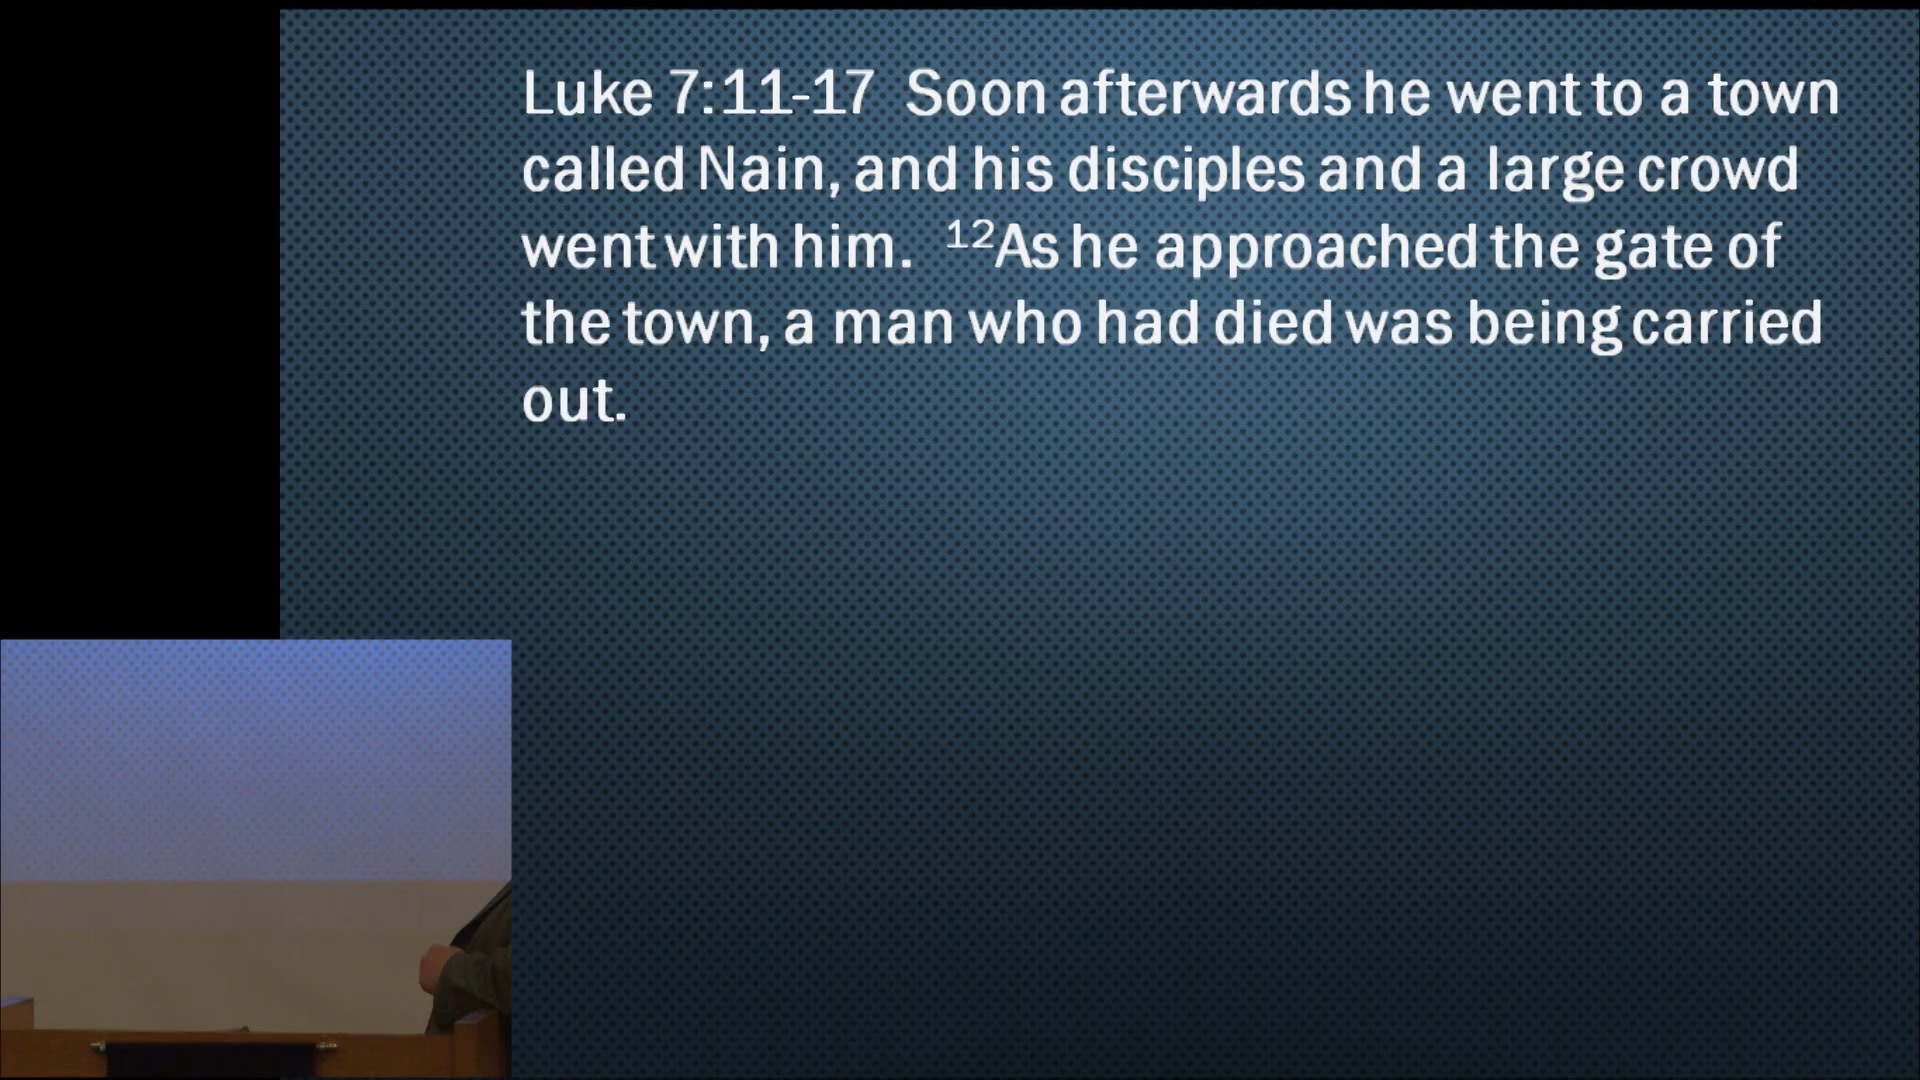 Luke 7:11-17 Soon afterwards he went to a town
called Nain, and his disciples and a large crowd
went with him. ¹²As he approached the gate of
the town, a man who had died was being carried
out.